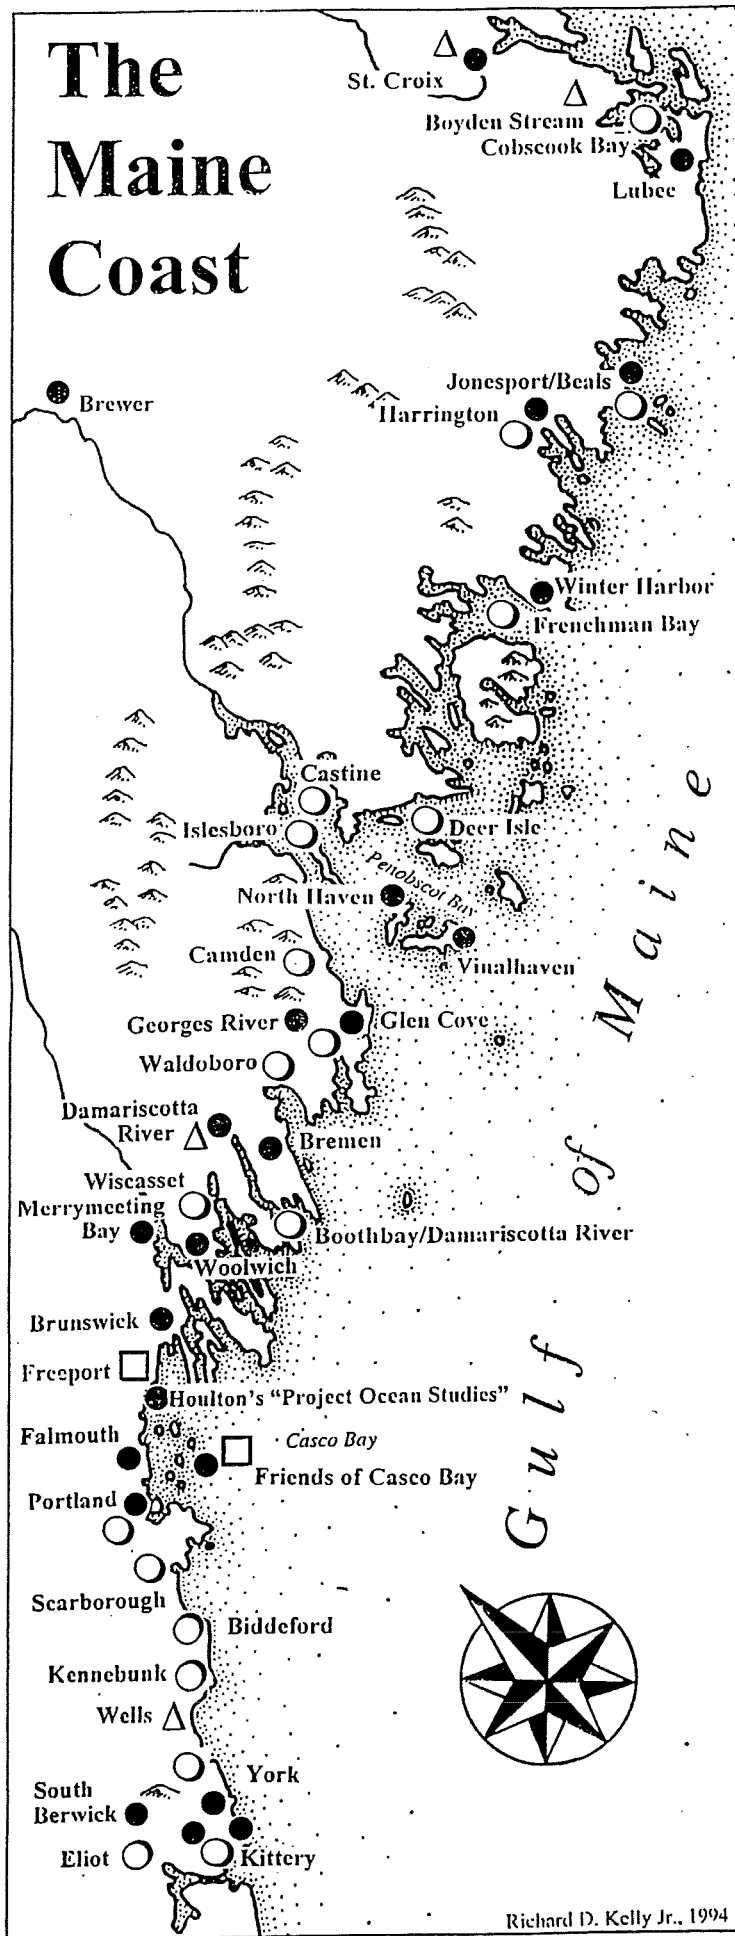 The
Maine
Coast
St. Croix
Boyden Stream
Cobscook Bay
Lubec
Brewer
Jonesport/Beals
Harrington
Winter Harbor
Frenchman Bay
Castine
Islesboro
Deer Isle
Penobscot Bay
North Haven
Vinalhaven
Camden
Georges River
Glen Cove
Waldoboro
Damariscotta
River
Bremen
Wiscasset
Merrymeeting
Bay
Boothbay/Damariscotta River
Woolwich
Brunswick
Freeport
Houlton's "Project Ocean Studies"
Falmouth
Casco Bay
Friends of Casco Bay
Portland
Scarborough
Biddeford
Kennebunk
Wells
York
South
Berwick
Eliot
Kittery
Gulf of Maine
Richard D. Kelly Jr., 1994